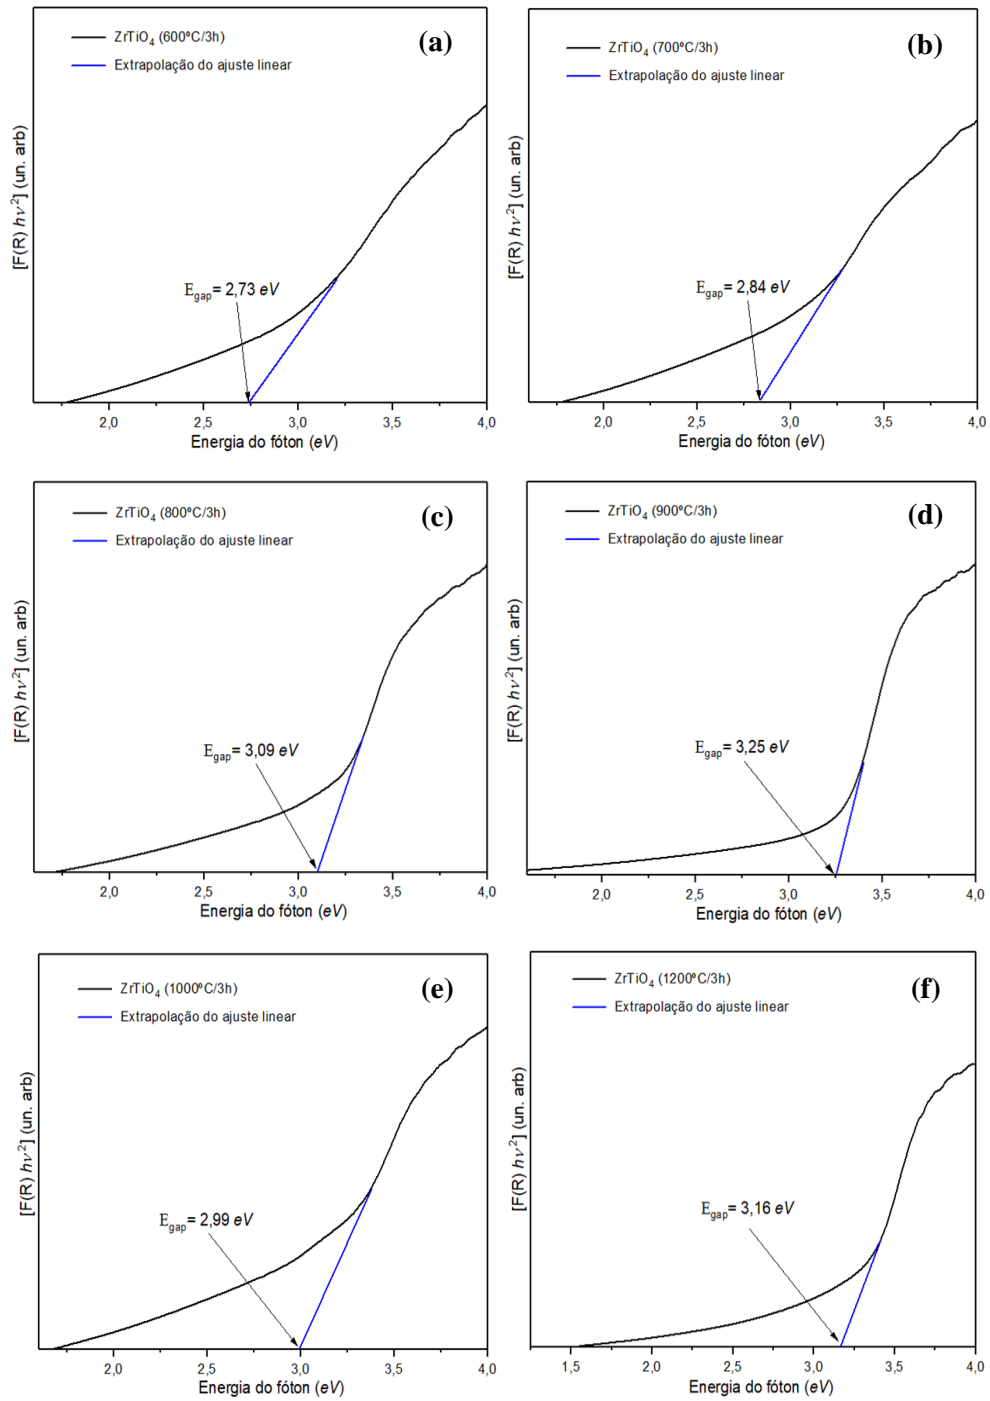 ZrTiO4 (600ºC/3h)
Extrapolação do ajuste linear
(a)
[F(R) hν²] (un. arb)
Egap= 2,73 eV
2,0 2,5 3,0 3,5 4,0
Energia do fóton (eV)
ZrTiO4 (700ºC/3h)
Extrapolação do ajuste linear
(b)
[F(R) hν²] (un. arb)
Egap= 2,84 eV
2,0 2,5 3,0 3,5 4,0
Energia do fóton (eV)
ZrTiO4 (800ºC/3h)
Extrapolação do ajuste linear
(c)
[F(R) hν²] (un. arb)
Egap= 3,09 eV
2,0 2,5 3,0 3,5 4,0
Energia do fóton (eV)
ZrTiO4 (900ºC/3h)
Extrapolação do ajuste linear
(d)
[F(R) hν²] (un. arb)
Egap= 3,25 eV
2,0 2,5 3,0 3,5 4,0
Energia do fóton (eV)
ZrTiO4 (1000ºC/3h)
Extrapolação do ajuste linear
(e)
[F(R) hν²] (un. arb)
Egap= 2,99 eV
2,0 2,5 3,0 3,5 4,0
Energia do fóton (eV)
ZrTiO4 (1200ºC/3h)
Extrapolação do ajuste linear
(f)
[F(R) hν²] (un. arb)
Egap= 3,16 eV
1,5 2,0 2,5 3,0 3,5 4,0
Energia do fóton (eV)